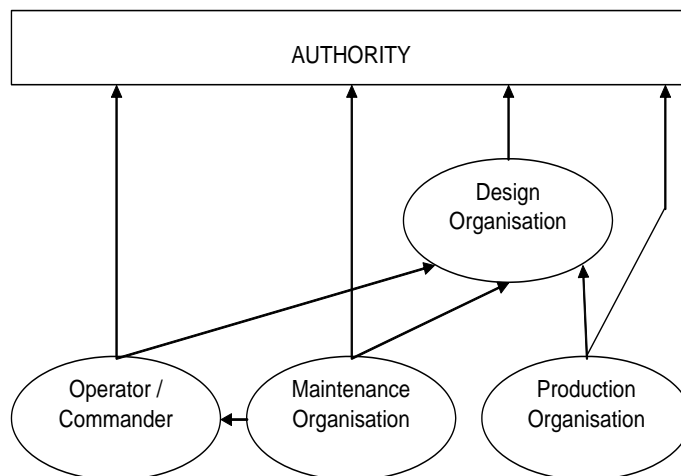 AUTHORITY
Design
Organisation
Operator /
Commander
Maintenance
Organisation
Production
Organisation